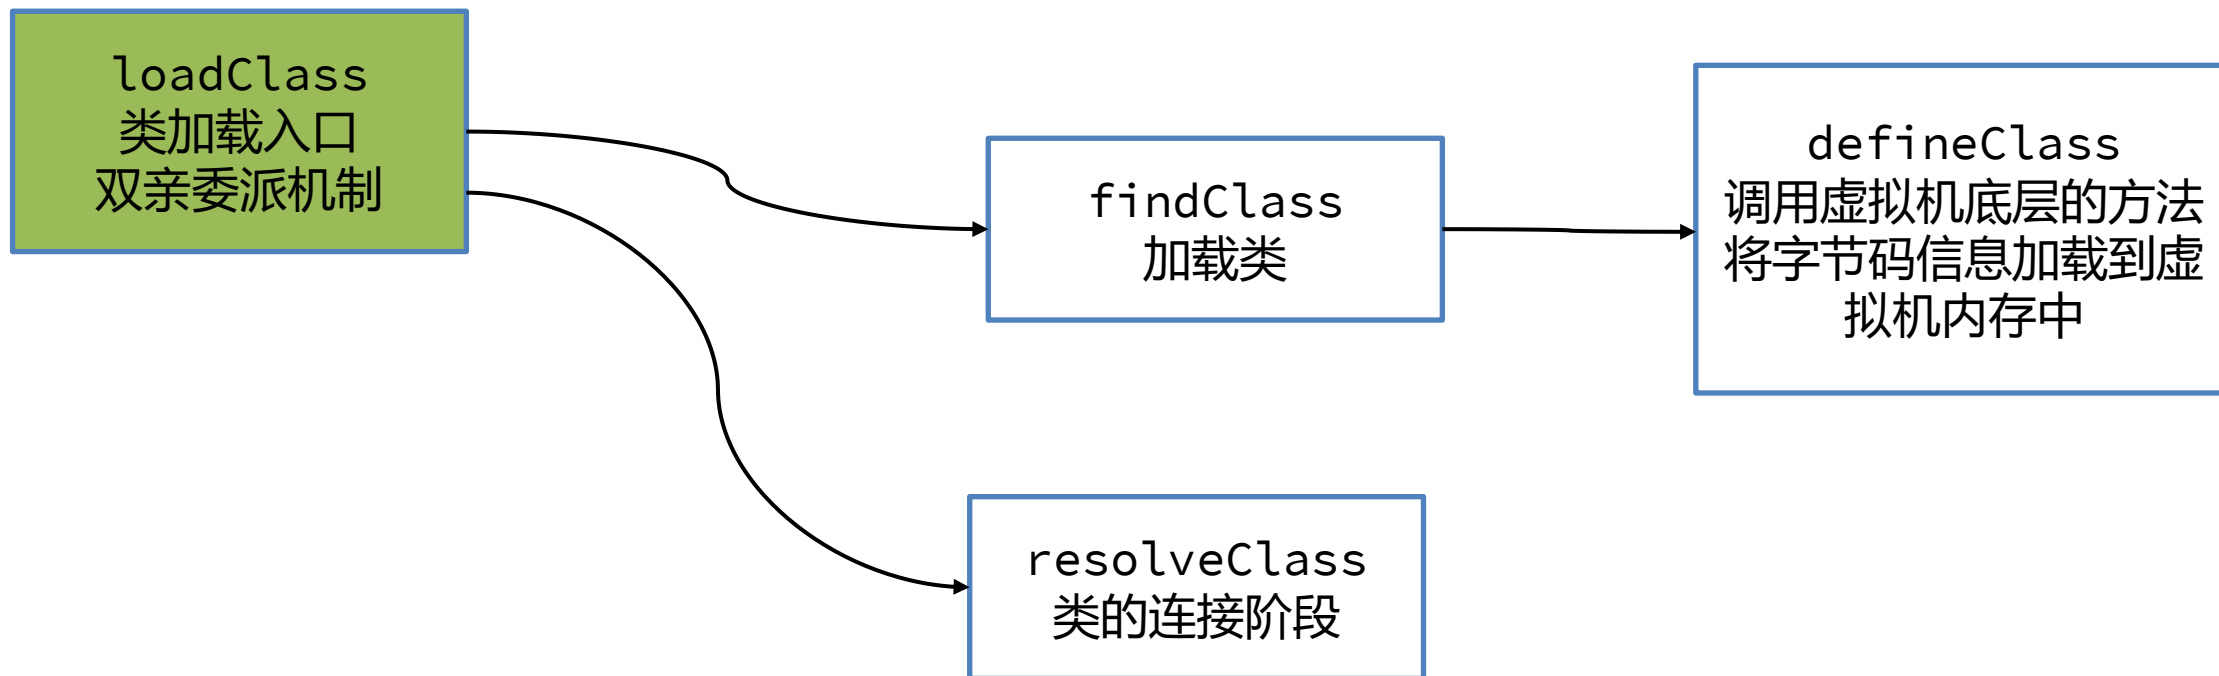 loadClass
类加载入口
双亲委派机制
findClass
加载类
defineClass
调用虚拟机底层的方法
将字节码信息加载到虚
拟机内存中
resolveClass
类的连接阶段